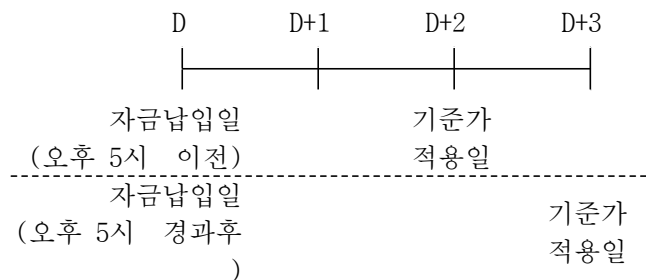 D D+1 D+2 D+3
자금납입일 기준가
(오후 5시 이전) 적용일
자금납입일
(오후 5시 경과후
)
기준가
적용일